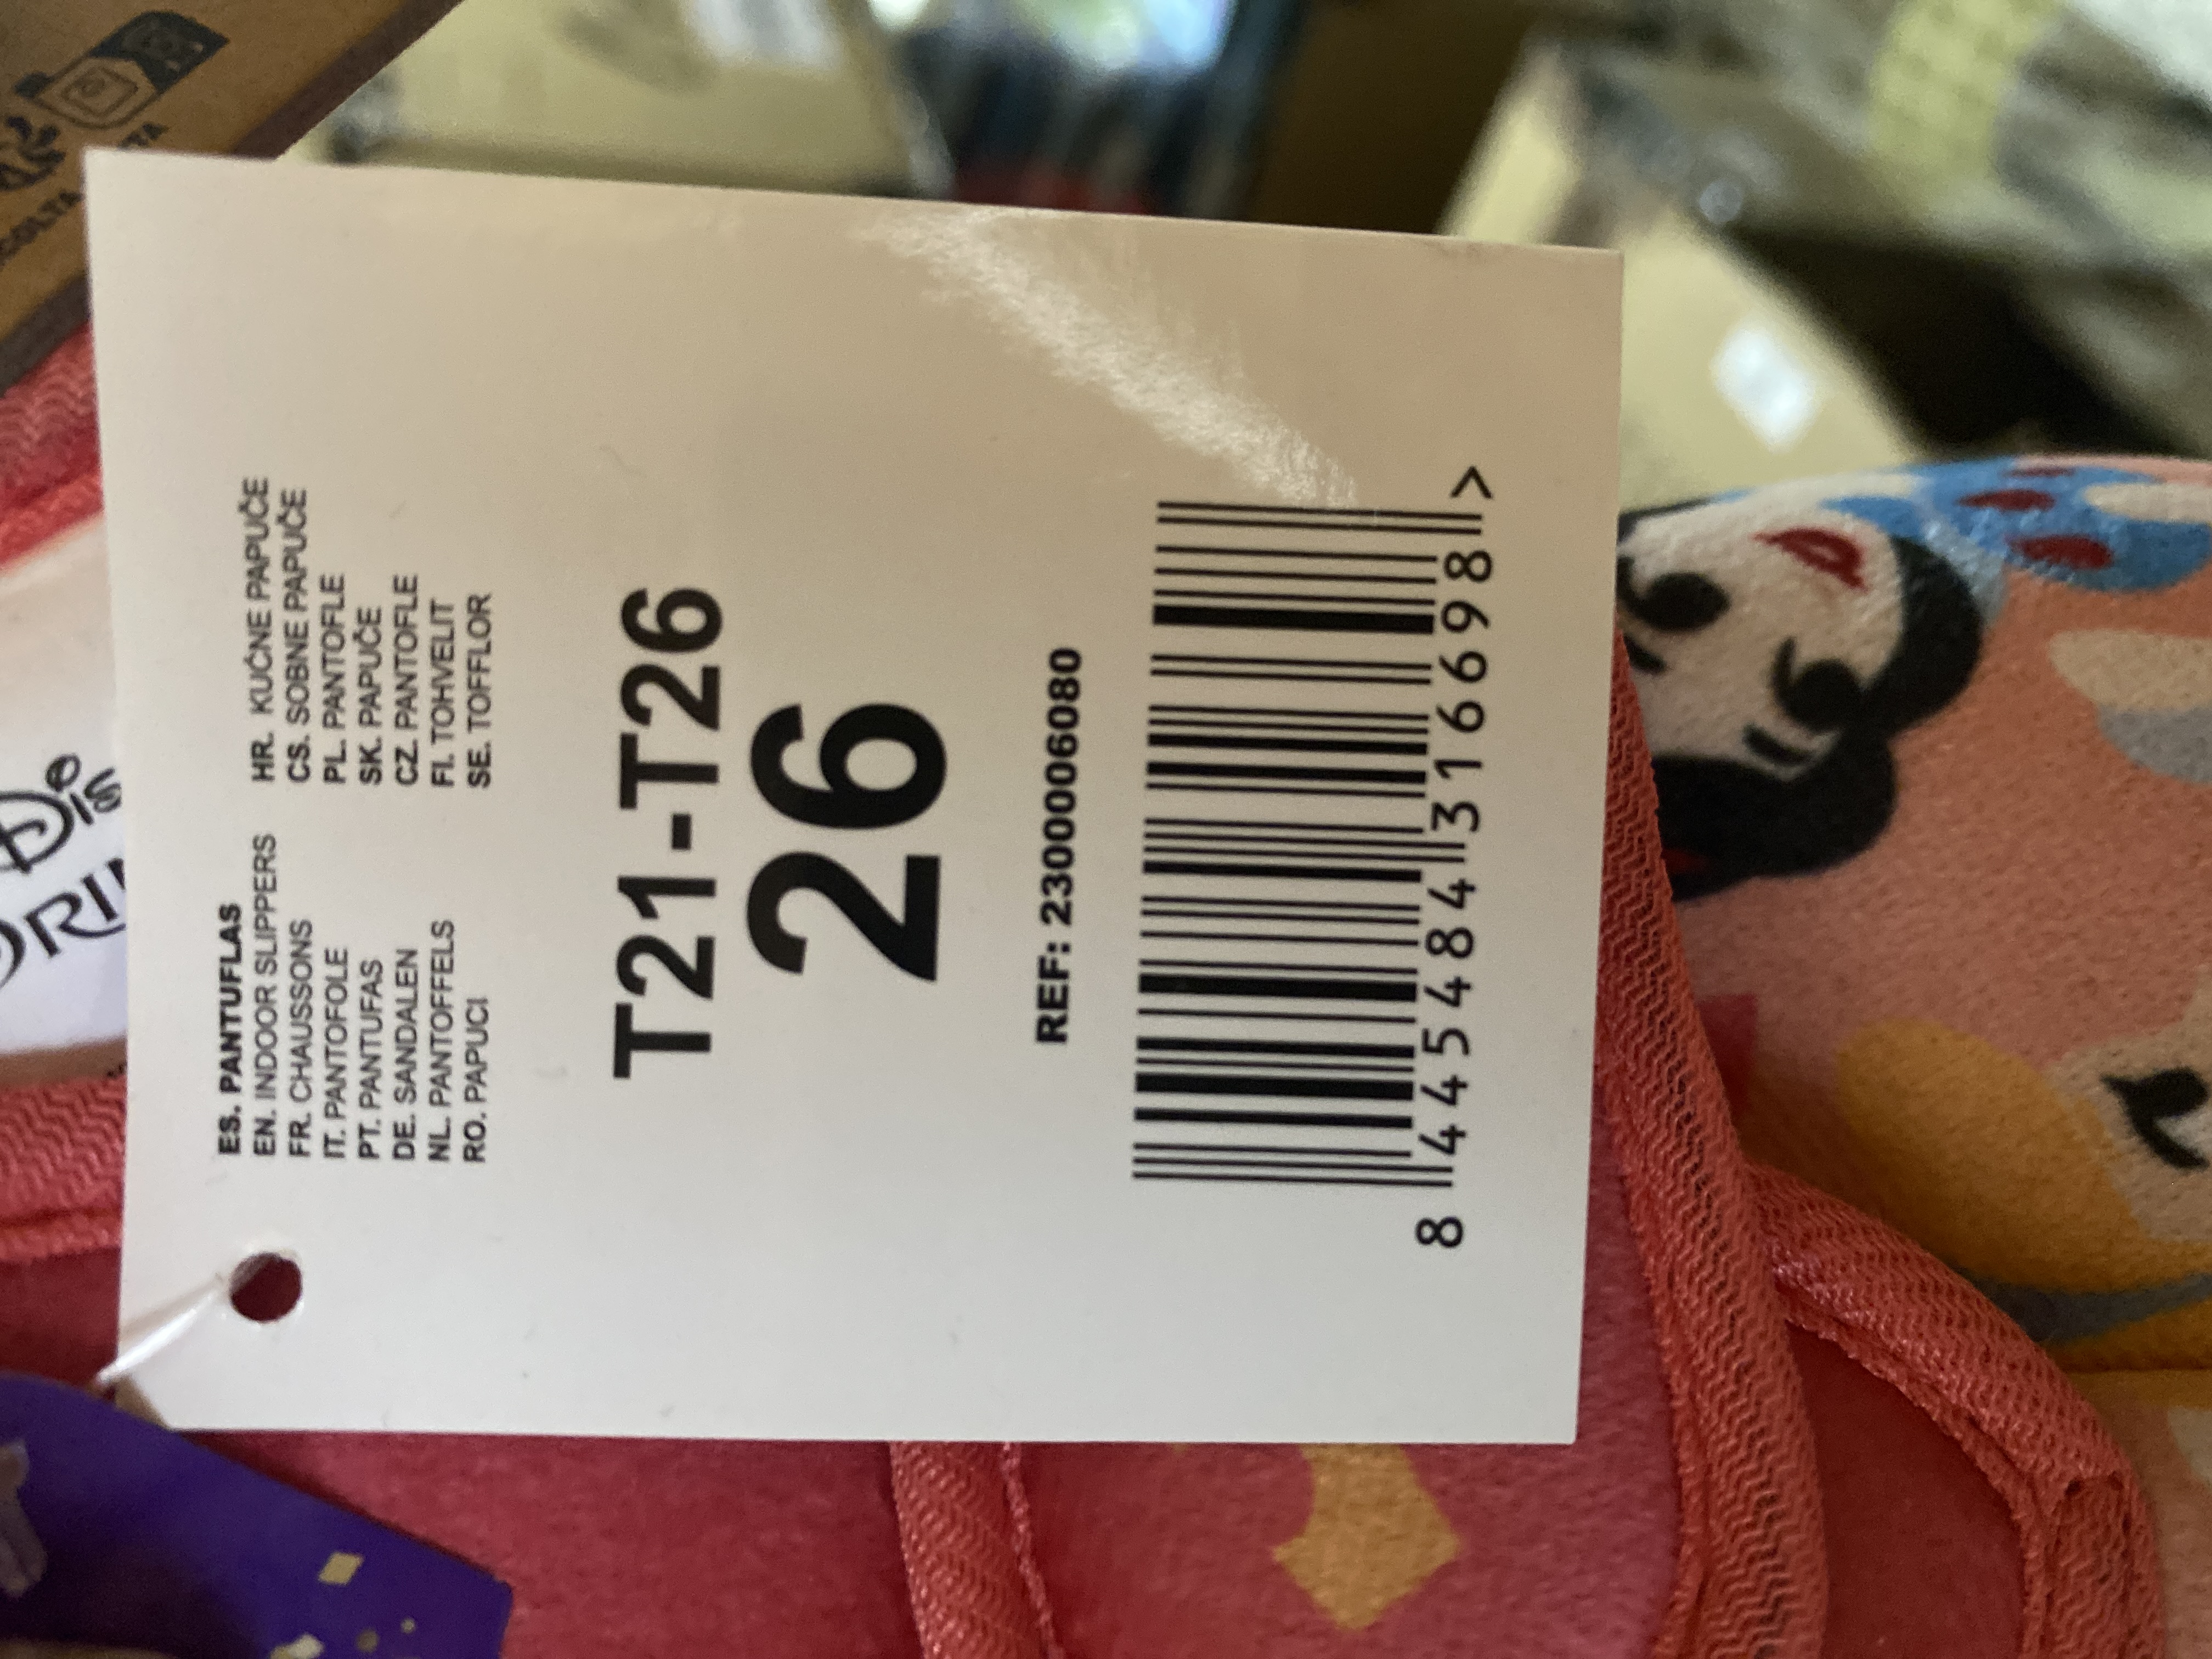 ES. PANTUFLAS
EN. INDOOR SLIPPERS
FR. CHAUSSONS
IT. PANTOFOLE
PT. PANTUFAS
DE. SANDALEN
NL. PANTOFFELS
RO. PAPUCI
HR. KUĆNE PAPUČE
CS. SOBNE PAPUČE
PL. PANTOFLE
SK. PAPUČE
CZ. PANTOFLE
FI. TOHVELIT
SE. TOFFLOR
T21-T26
26
REF: 2300006080
8 445484 316698 >